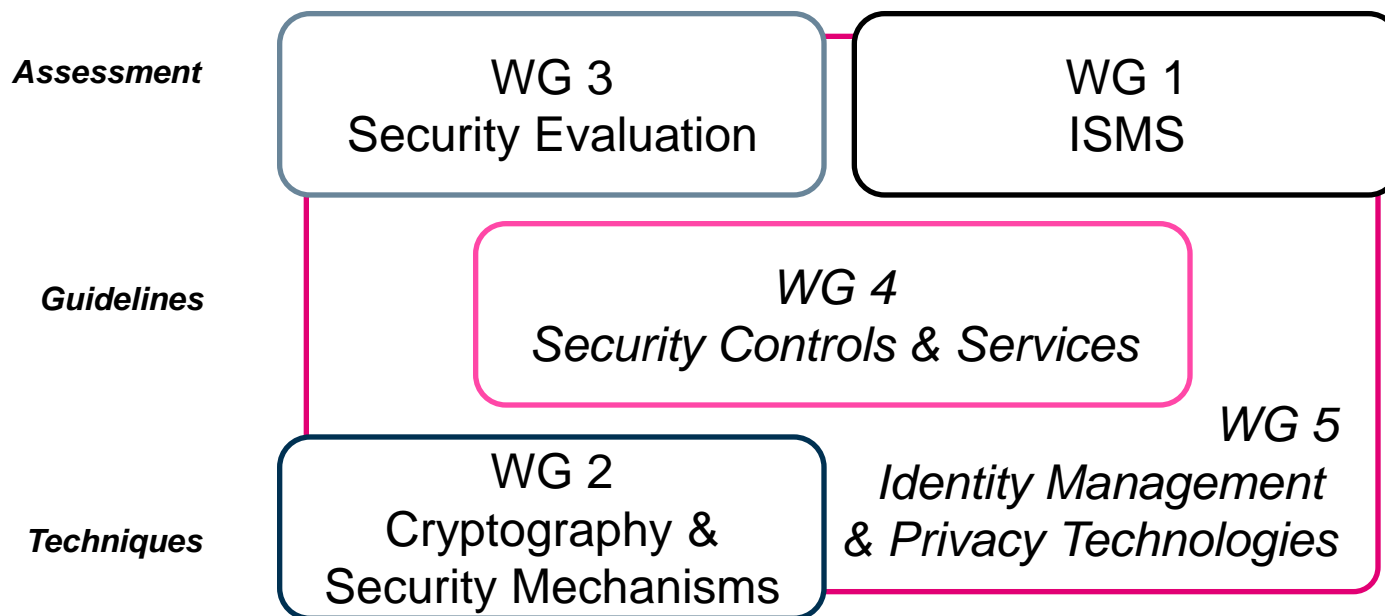 Assessment
WG 3
Security Evaluation
WG 1
ISMS
Guidelines
WG 4
Security Controls & Services
Techniques
WG 2
Cryptography &
Security Mechanisms
WG 5
Identity Management
& Privacy Technologies